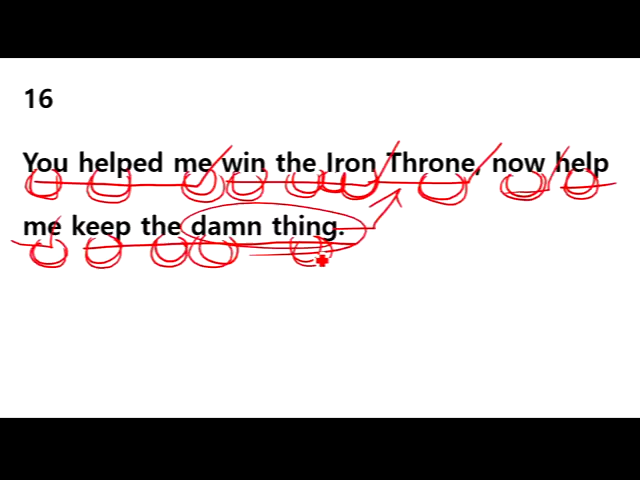 16
You helped me win the Iron Throne, now help
me keep the damn thing.